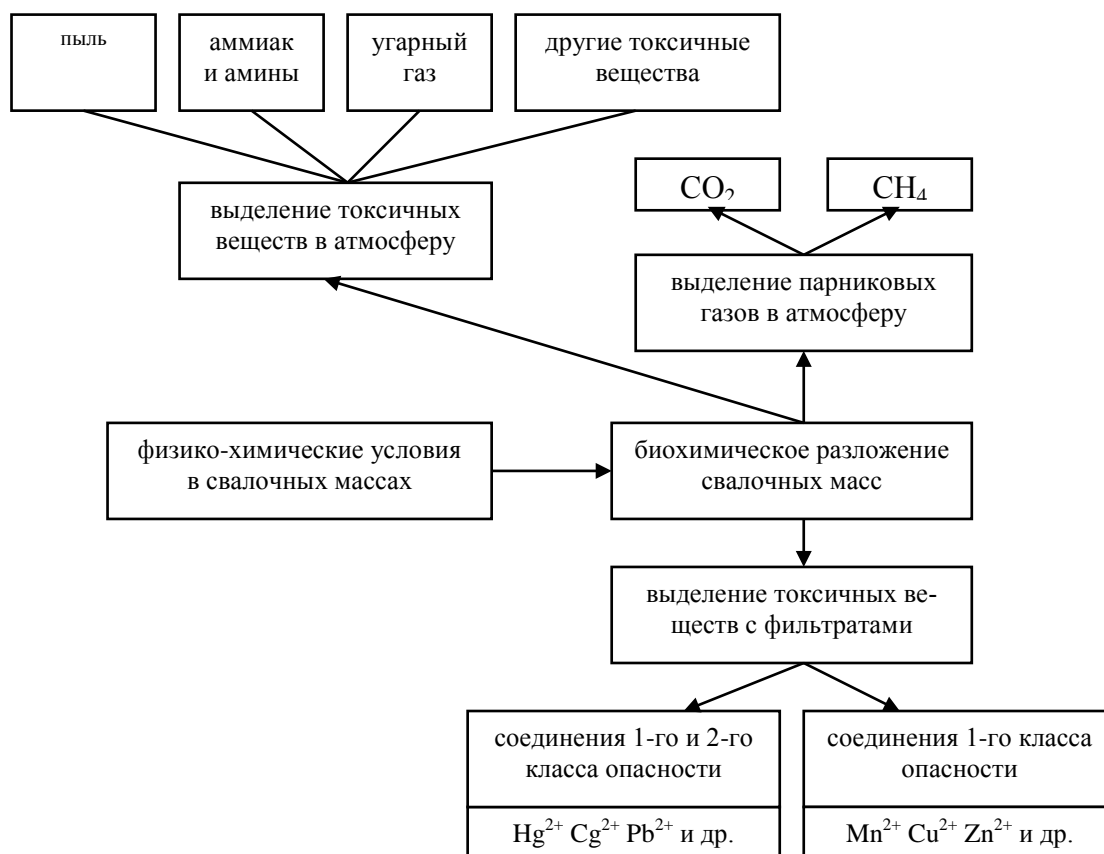 пыль
аммиак
и амины
угарный
газ
другие токсичные
вещества
выделение токсичных
веществ в атмосферу
CO₂
CH₄
выделение парниковых
газов в атмосферу
физико-химические условия
в свалочных массах
биохимическое разложение
свалочных масс
выделение токсичных ве-
ществ с фильтратами
соединения 1-го и 2-го
класса опасности
Hg²⁺ Cg²⁺ Pb²⁺ и др.
соединения 1-го класса
опасности
Mn²⁺ Cu²⁺ Zn²⁺ и др.